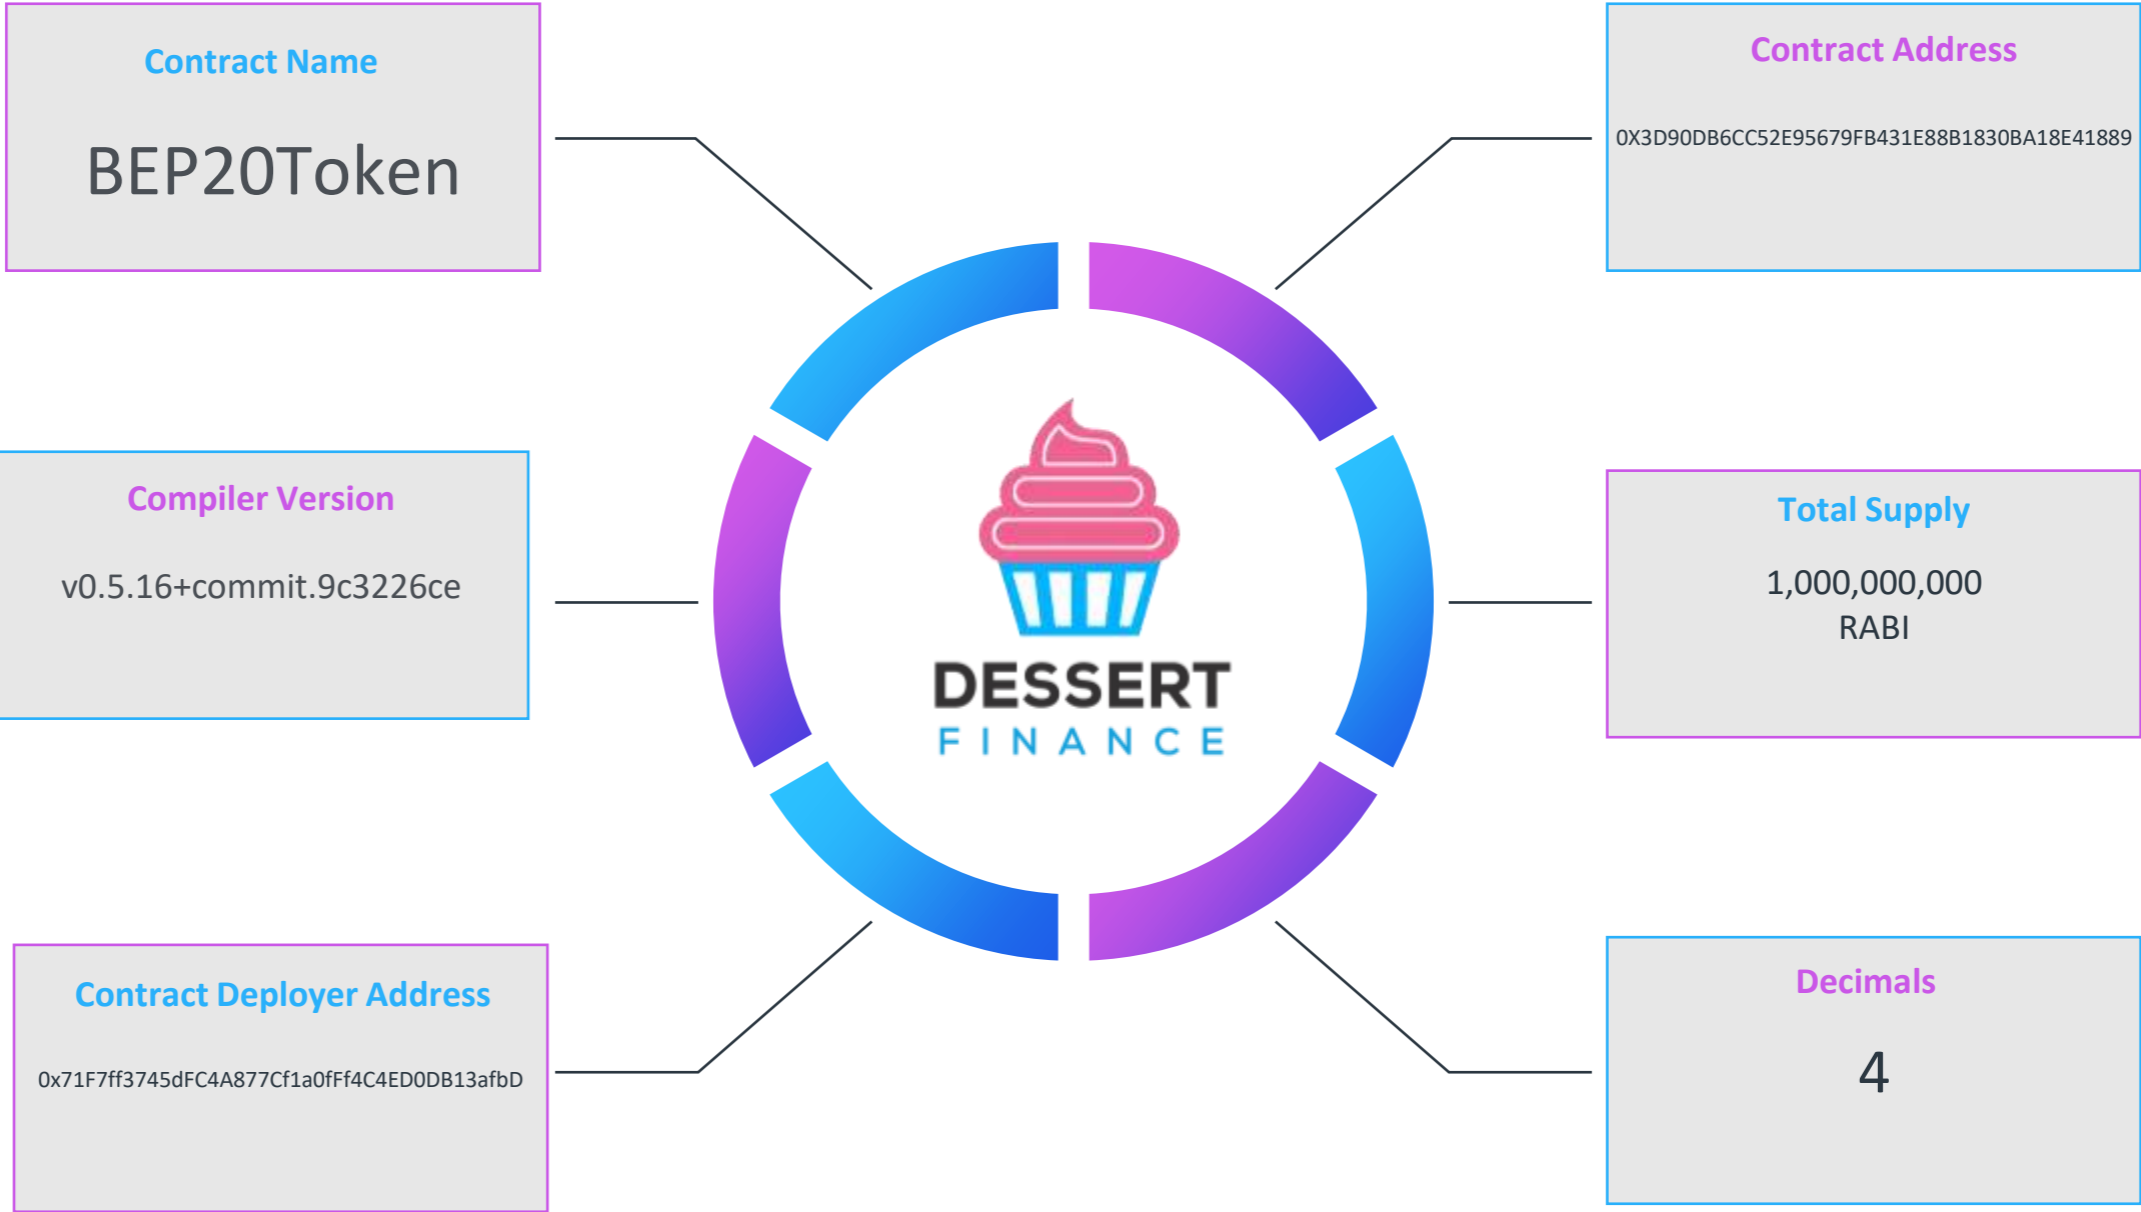 Contract Name
BEP20Token
Contract Address
0X3D90DB6CC52E95679FB431E88B1830BA18E41889
Compiler Version
v0.5.16+commit.9c3226ce
DESSERT
FINANCE
Total Supply
1,000,000,000
RABI
Contract Deployer Address
0x71F7ff3745dFC4A877Cf1a0fFf4C4ED0DB13afbD
Decimals
4